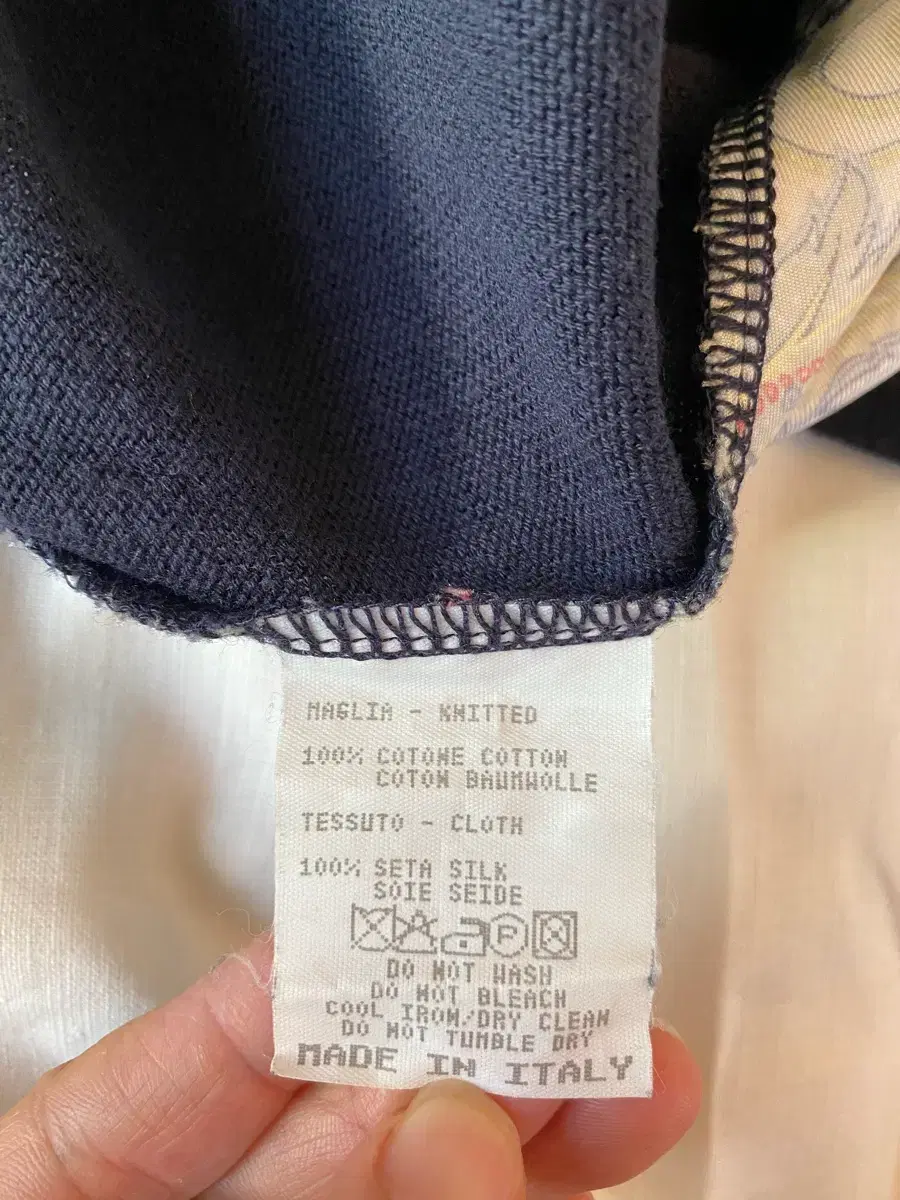 MAGLIA - KNITTED
100% COTONE COTTON
COTON BAUMWOLLE
TESSUTO - CLOTH
100% SETA SILK
SOIE SEIDE
P
DO NOT WASH
DO NOT BLEACH
COOL IRON/DRY CLEAN
DO NOT TUMBLE DRY
MADE IN ITALY